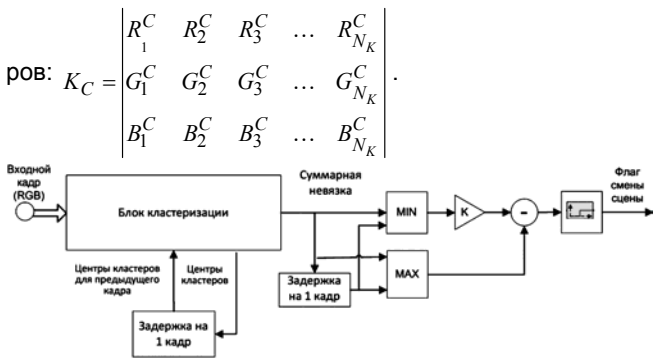 R_1^C R_2^C R_3^C … R_{N_K}^C
ров: K_C = G_1^C G_2^C G_3^C … G_{N_K}^C .
B_1^C B_2^C B_3^C … B_{N_K}^C
Входной
кадр
(RGB)
Блок кластеризации
Суммарная
невязка
MIN
K
-
Флаг
смены
сцены
Центры кластеров
для предыдущего
кадра
Центры
кластеров
Задержка
на 1 кадр
MAX
Задержка на
1 кадр